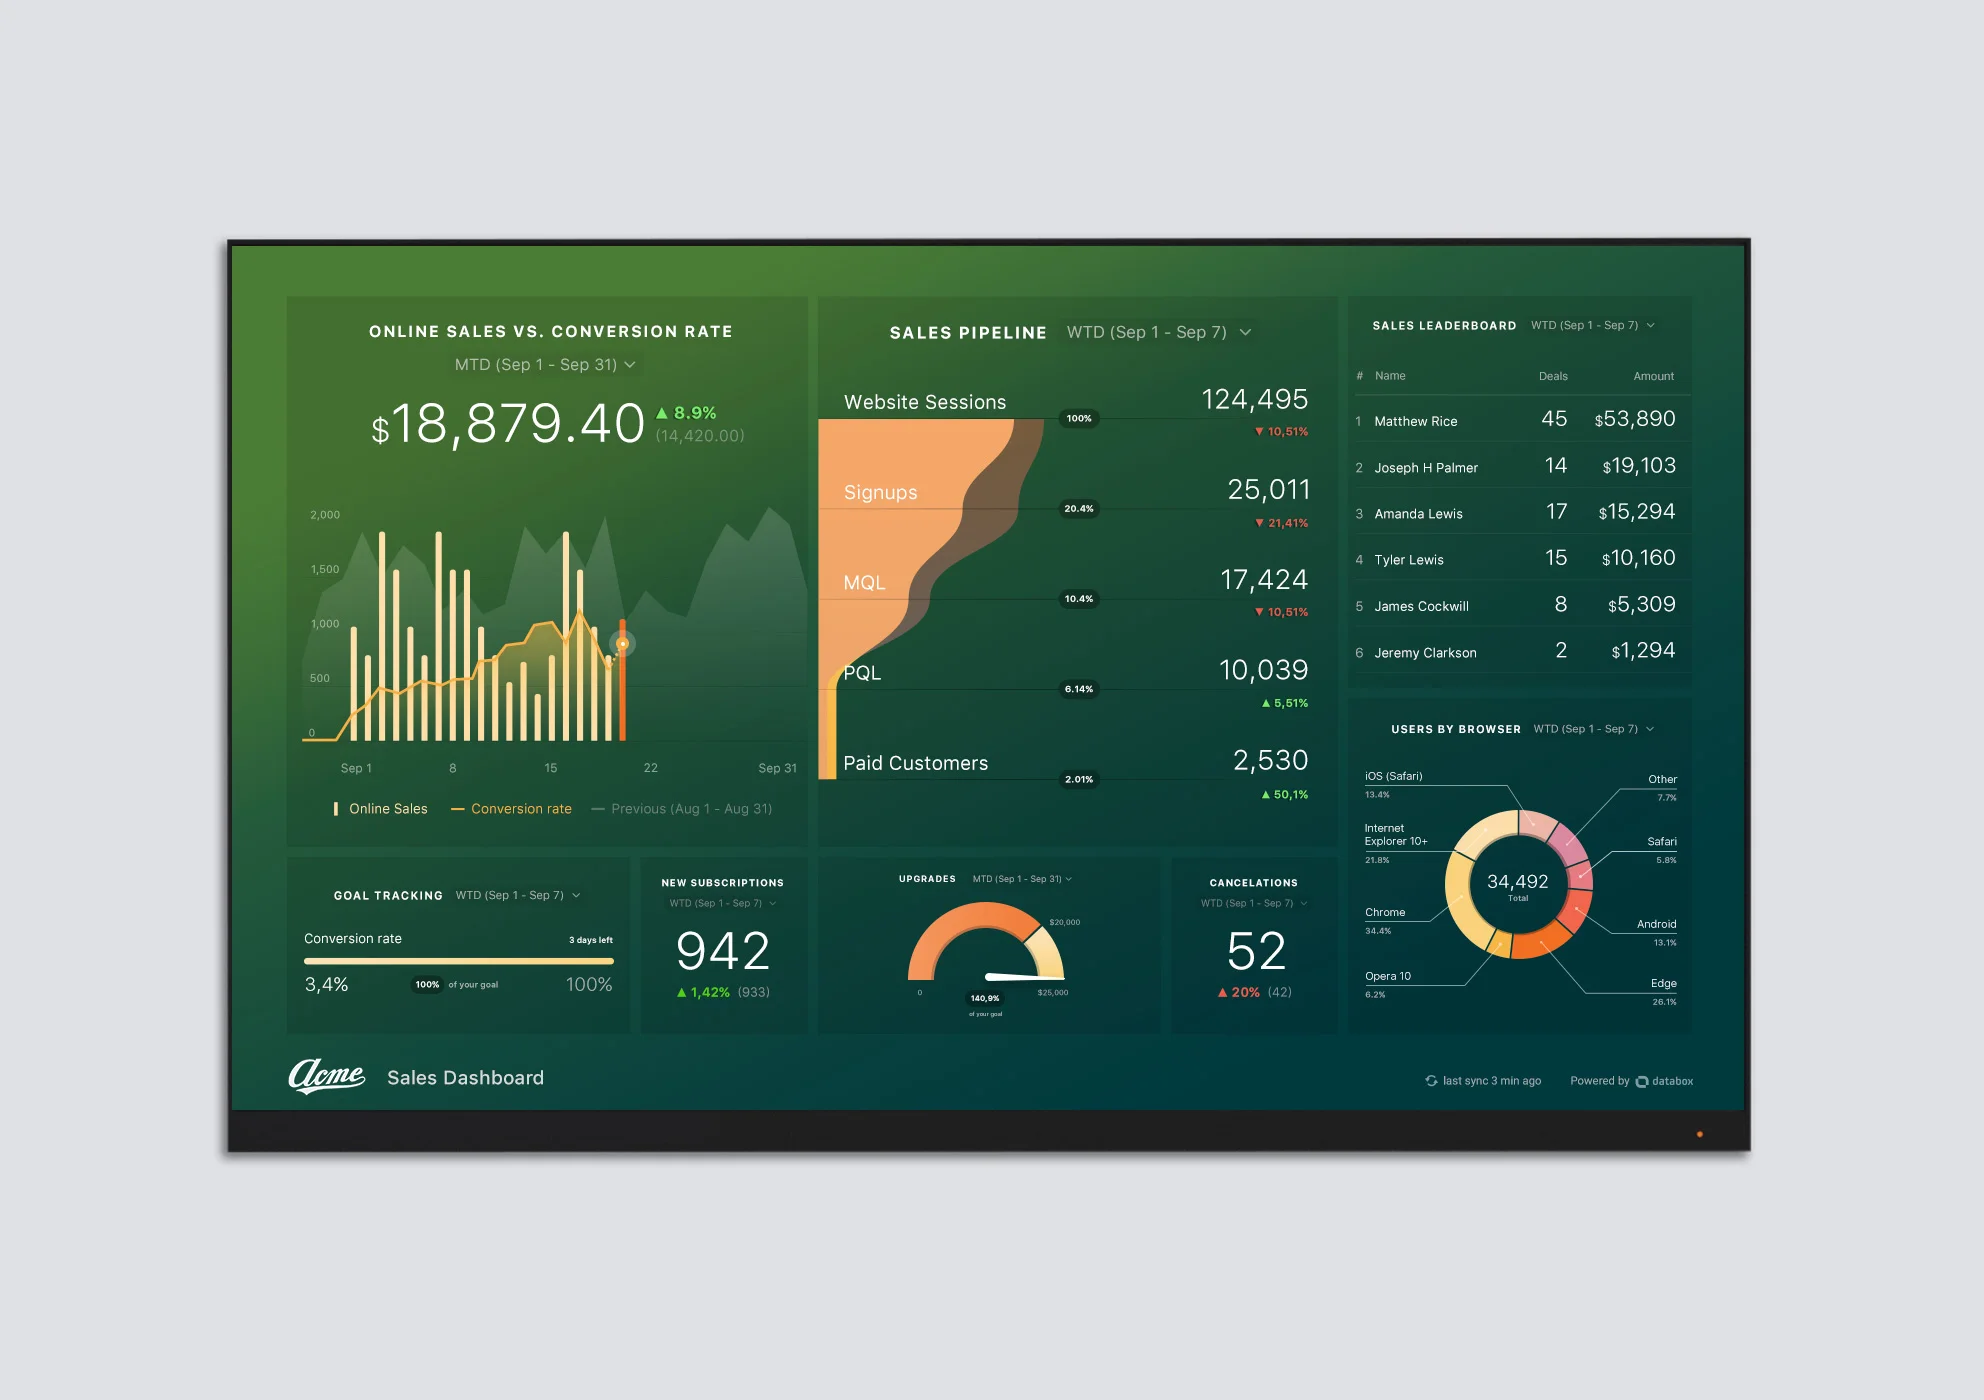 ONLINE SALES VS. CONVERSION RATE
MTD (Sep 1 - Sep 31)
$18,879.40 ▲ 8.9%
(14,420.00)
2,000
1,500
1,000
500
0
Sep 1 8 15 22 Sep 31
Online Sales Conversion rate Previous (Aug 1 - Aug 31)
SALES PIPELINE WTD (Sep 1 - Sep 7)
Website Sessions 124,495
100%
▼ 10,51%
Signups 25,011
20.4%
▼ 21,41%
MQL 17,424
10.4%
▼ 10,51%
PQL 10,039
6.14%
▲ 5,51%
Paid Customers 2,530
2.01%
▲ 50,1%
SALES LEADERBOARD WTD (Sep 1 - Sep 7)
# Name Deals Amount
1 Matthew Rice 45 $53,890
2 Joseph H Palmer 14 $19,103
3 Amanda Lewis 17 $15,294
4 Tyler Lewis 15 $10,160
5 James Cockwill 8 $5,309
6 Jeremy Clarkson 2 $1,294
USERS BY BROWSER WTD (Sep 1 - Sep 7)
iOS (Safari)
13.4%
Internet
Explorer 10+
21.8%
Chrome
34.4%
Opera 10
6.2%
34,492
Total
Other
7.7%
Safari
5.8%
Android
13.1%
Edge
26.1%
GOAL TRACKING WTD (Sep 1 - Sep 7)
Conversion rate 3 days left
3,4% 100% of your goal 100%
NEW SUBSCRIPTIONS
WTD (Sep 1 - Sep 7)
942
▲ 1,42% (933)
UPGRADES MTD (Sep 1 - Sep 31)
$20,000
0 $25,000
140,9%
of your goal
CANCELATIONS
WTD (Sep 1 - Sep 7)
52
▲ 20% (42)
Acme Sales Dashboard
last sync 3 min ago Powered by databox